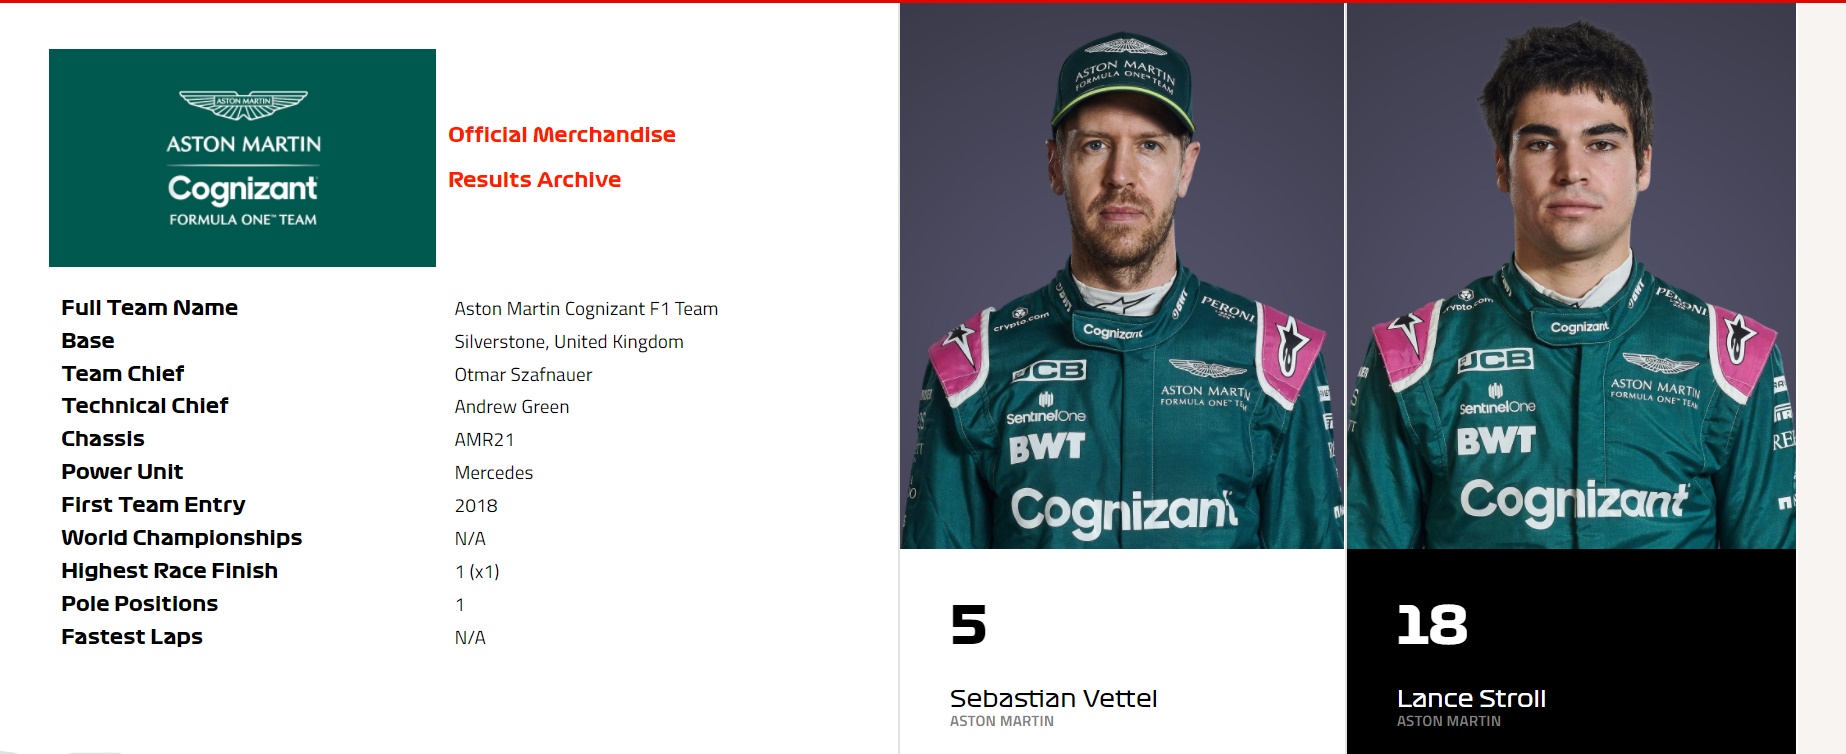 ASTON MARTIN
ASTON MARTIN
Cognizant
FORMULA ONE™ TEAM
Official Merchandise
Results Archive
Full Team Name Aston Martin Cognizant F1 Team
Base Silverstone, United Kingdom
Team Chief Otmar Szafnauer
Technical Chief Andrew Green
Chassis AMR21
Power Unit Mercedes
First Team Entry 2018
World Championships N/A
Highest Race Finish 1 (x1)
Pole Positions 1
Fastest Laps N/A
ASTON MARTIN
FORMULA ONE™ TEAM
crypto.com
BWT
PERONI
Cognizant
JCB
ASTON MARTIN
FORMULA ONE™ TE
SentinelOne
BWT
Cognizant
5
Sebastian Vettel
ASTON MARTIN
crypto.com
BWT
PERONI
Cognizant
JCB
ASTON MARTIN
FORMULA ONE™ TEAM
SentinelOne
BWT
Cognizant
18
Lance Stroll
ASTON MARTIN